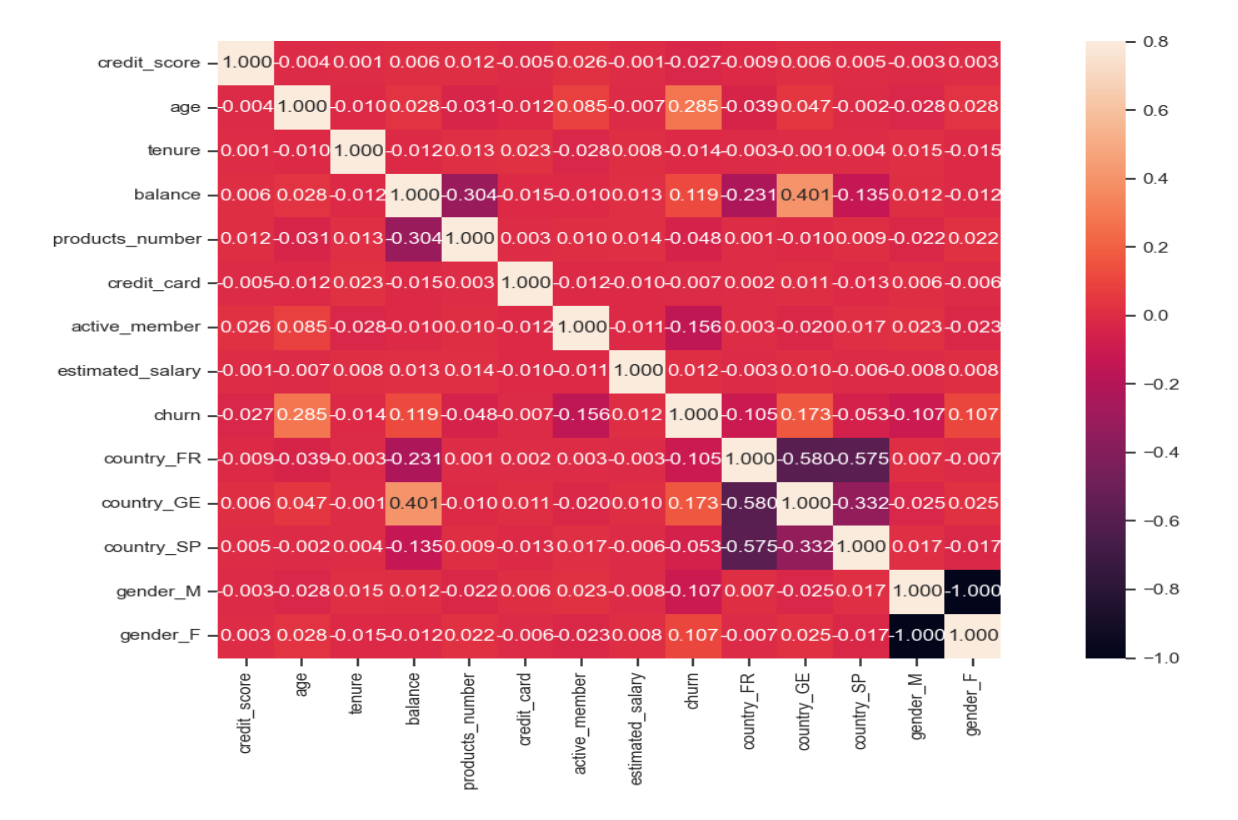 credit_score 1.000 -0.004 0.001 0.006 0.012 -0.005 0.026 -0.001 -0.027 -0.009 0.006 0.005 -0.003 0.003
age -0.004 1.000 -0.010 0.028 -0.031 -0.012 0.085 -0.007 0.285 -0.039 0.047 -0.002 -0.028 0.028
tenure 0.001 -0.010 1.000 -0.012 0.013 0.023 -0.028 0.008 -0.014 -0.003 -0.001 0.004 0.015 -0.015
balance 0.006 0.028 -0.012 1.000 -0.304 -0.015 -0.010 0.013 0.119 -0.231 0.401 -0.135 0.012 -0.012
products_number 0.012 -0.031 0.013 -0.304 1.000 0.003 0.010 0.014 -0.048 0.001 -0.010 0.009 -0.022 0.022
credit_card -0.005 -0.012 0.023 -0.015 0.003 1.000 -0.012 -0.010 -0.007 0.002 0.011 -0.013 0.006 -0.006
active_member 0.026 0.085 -0.028 -0.010 0.010 -0.012 1.000 -0.011 -0.156 0.003 -0.020 0.017 0.023 -0.023
estimated_salary -0.001 -0.007 0.008 0.013 0.014 -0.010 -0.011 1.000 0.012 -0.003 0.010 -0.006 -0.008 0.008
churn -0.027 0.285 -0.014 0.119 -0.048 -0.007 -0.156 0.012 1.000 -0.105 0.173 -0.053 -0.107 0.107
country_FR -0.009 -0.039 -0.003 -0.231 0.001 0.002 0.003 -0.003 -0.105 1.000 -0.580 -0.575 0.007 -0.007
country_GE 0.006 0.047 -0.001 0.401 -0.010 0.011 -0.020 0.010 0.173 -0.580 1.000 -0.332 -0.025 0.025
country_SP 0.005 -0.002 0.004 -0.135 0.009 -0.013 0.017 -0.006 -0.053 -0.575 -0.332 1.000 0.017 -0.017
gender_M -0.003 -0.028 0.015 0.012 -0.022 0.006 0.023 -0.008 -0.107 0.007 -0.025 0.017 1.000 -1.000
gender_F 0.003 0.028 -0.015 -0.012 0.022 -0.006 -0.023 0.008 0.107 -0.007 0.025 -0.017 -1.000 1.000
credit_score age tenure balance products_number credit_card active_member estimated_salary churn country_FR country_GE country_SP gender_M gender_F
0.8
0.6
0.4
0.2
0.0
-0.2
-0.4
-0.6
-0.8
-1.0